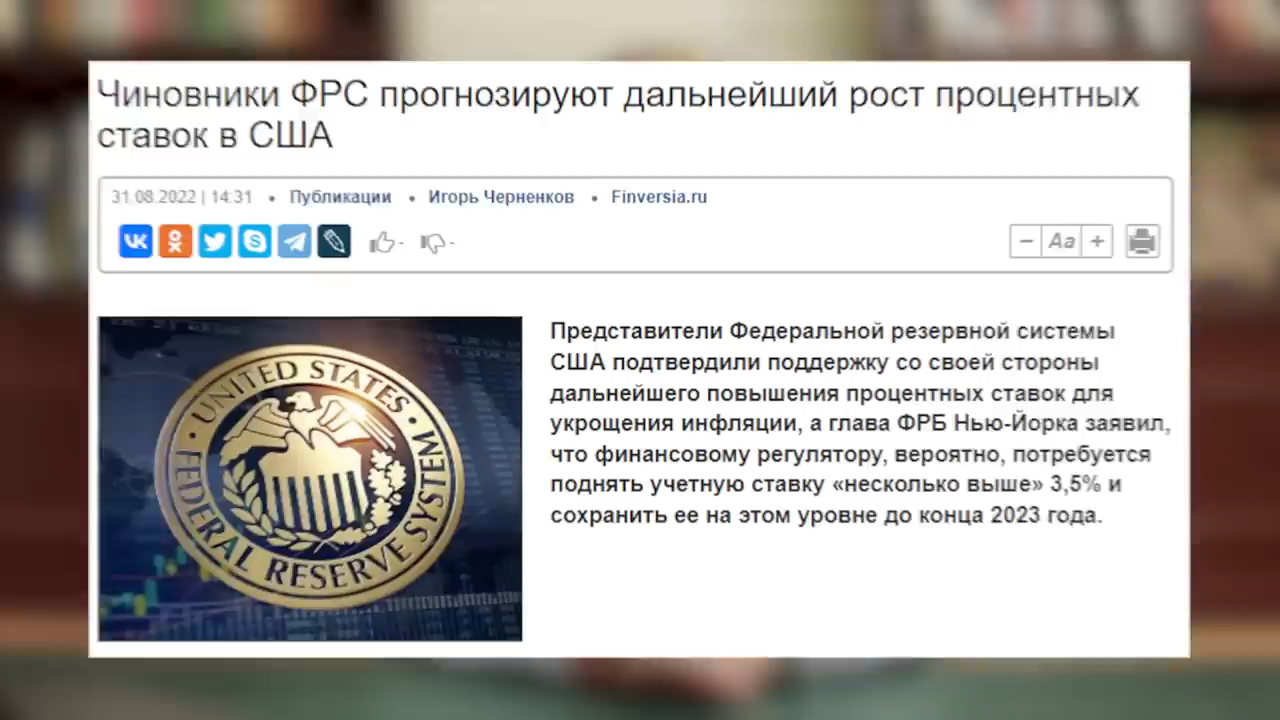 Чиновники ФРС прогнозируют дальнейший рост процентных
ставок в США
31.08.2022 | 14:31 • Публикации • Игорь Черненков • Finversia.ru
− Aa +
Представители Федеральной резервной системы
США подтвердили поддержку со своей стороны
дальнейшего повышения процентных ставок для
укрощения инфляции, а глава ФРБ Нью-Йорка заявил,
что финансовому регулятору, вероятно, потребуется
поднять учетную ставку «несколько выше» 3,5% и
сохранить ее на этом уровне до конца 2023 года.
UNITED STATES
FEDERAL RESERVE SYSTEM